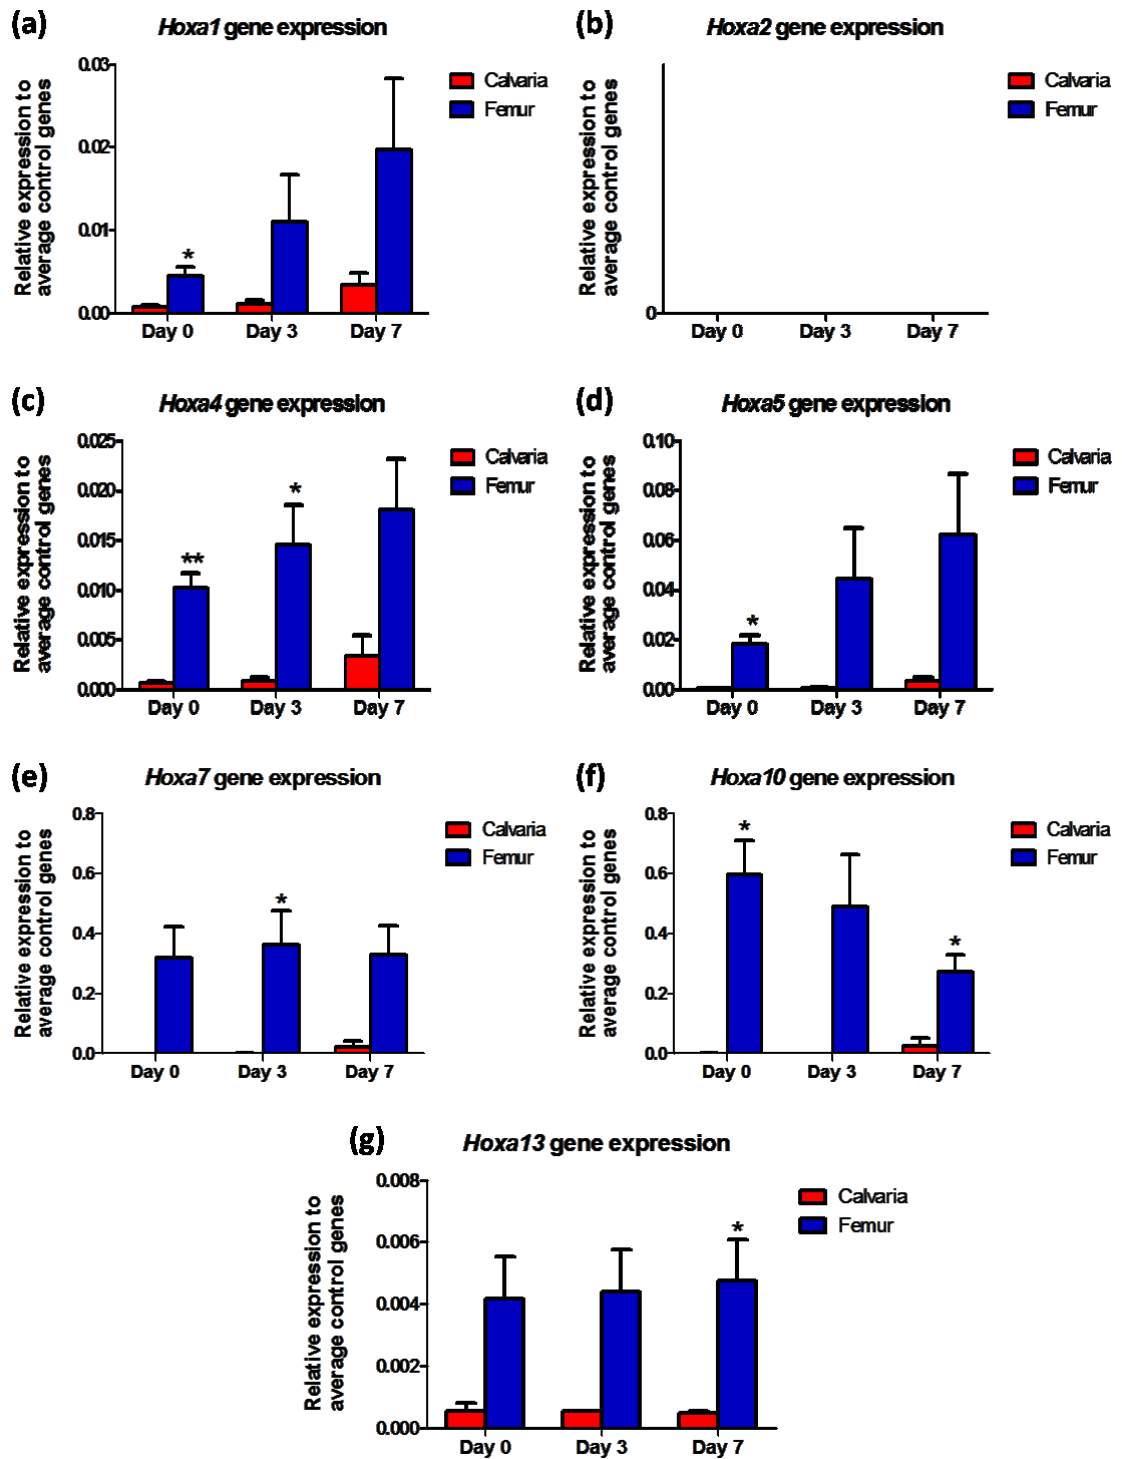 (a)
Hoxa1 gene expression
Relative expression to
average control genes
0.03
0.02
0.01
0.00
*
Day 0
Day 3
Day 7
Calvaria
Femur
(b)
Hoxa2 gene expression
Relative expression to
average control genes
0
Day 0
Day 3
Day 7
Calvaria
Femur
(c)
Hoxa4 gene expression
Relative expression to
average control genes
0.025
0.020
0.015
0.010
0.005
0.000
**
*
Day 0
Day 3
Day 7
Calvaria
Femur
(d)
Hoxa5 gene expression
Relative expression to
average control genes
0.10
0.08
0.06
0.04
0.02
0.00
*
Day 0
Day 3
Day 7
Calvaria
Femur
(e)
Hoxa7 gene expression
Relative expression to
average control genes
0.8
0.6
0.4
0.2
0.0
*
Day 0
Day 3
Day 7
Calvaria
Femur
(f)
Hoxa10 gene expression
Relative expression to
average control genes
0.8
0.6
0.4
0.2
0.0
*
*
Day 0
Day 3
Day 7
Calvaria
Femur
(g)
Hoxa13 gene expression
Relative expression to
average control genes
0.008
0.006
0.004
0.002
0.000
*
Day 0
Day 3
Day 7
Calvaria
Femur